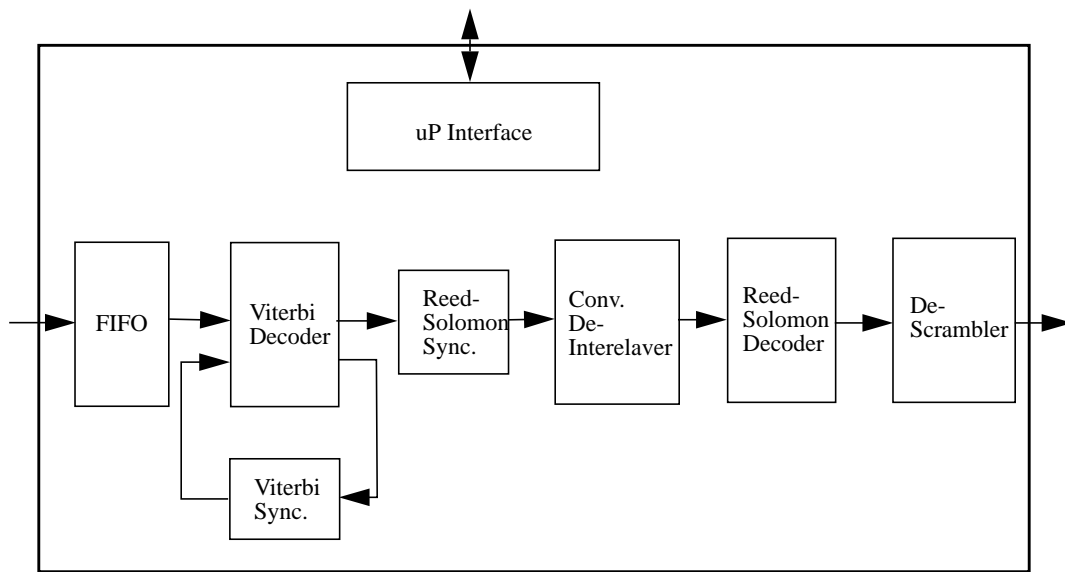 uP Interface
FIFO
Viterbi
Decoder
Reed-
Solomon
Sync.
Conv.
De-
Interelaver
Reed-
Solomon
Decoder
De-
Scrambler
Viterbi
Sync.